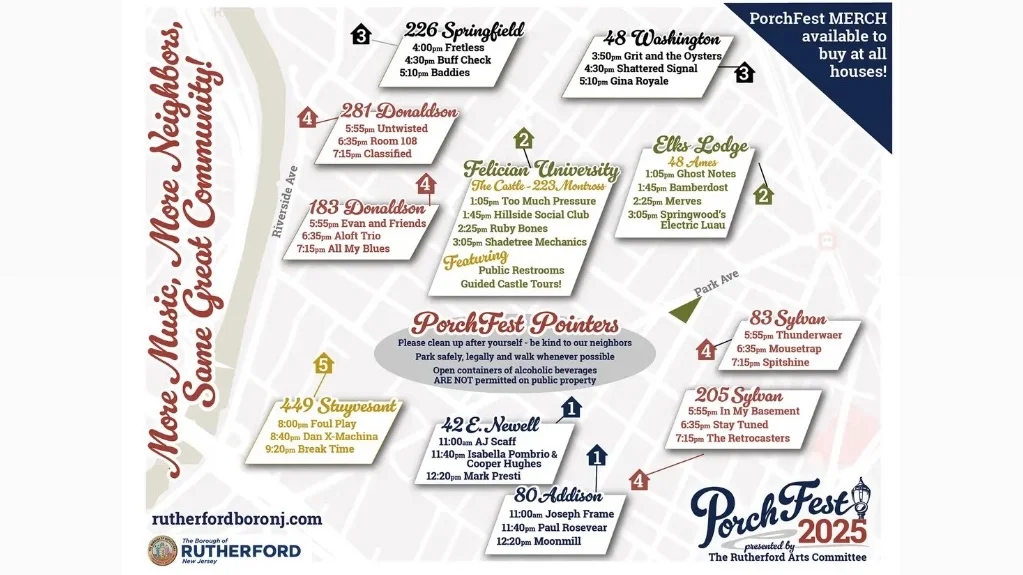 More Music, More Neighbors,
Same Great Community!
PorchFest MERCH
available to
buy at all
houses!
3
226 Springfield
4:00pm Fretless
4:30pm Buff Check
5:10pm Baddies
48 Washington
3:50pm Grit and the Oysters
4:30pm Shattered Signal
5:10pm Gina Royale
3
4
281 Donaldson
5:55pm Untwisted
6:35pm Room 108
7:15pm Classified
Riverside Ave
4
183 Donaldson
5:55pm Evan and Friends
6:35pm Aloft Trio
7:15pm All My Blues
2
Felician University
The Castle - 223 Montross
1:05pm Too Much Pressure
1:45pm Hillside Social Club
2:25pm Ruby Bones
3:05pm Shadetree Mechanics
Featuring
Public Restrooms
Guided Castle Tours!
Elks Lodge
48 Ames
1:05pm Ghost Notes
1:45pm Bamberdost
2:25pm Merves
3:05pm Springwood's
Electric Luau
2
Park Ave
PorchFest Pointers
Please clean up after yourself - be kind to our neighbors
Park safely, legally and walk whenever possible
Open containers of alcoholic beverages
ARE NOT permitted on public property
83 Sylvan
5:55pm Thunderwaer
6:35pm Mousetrap
7:15pm Spitshine
4
205 Sylvan
5:55pm In My Basement
6:35pm Stay Tuned
7:15pm The Retrocasters
4
5
449 Stuyvesant
8:00pm Foul Play
8:40pm Dan X-Machina
9:20pm Break Time
1
42 E. Newell
11:00am AJ Scaff
11:40pm Isabella Pombrio &
Cooper Hughes
12:20pm Mark Presti
1
80 Addison
11:00am Joseph Frame
11:40pm Paul Rosevear
12:20pm Moonmill
rutherfordboronj.com
The Borough of
RUTHERFORD
New Jersey
PorchFest
2025
presented by
The Rutherford Arts Committee